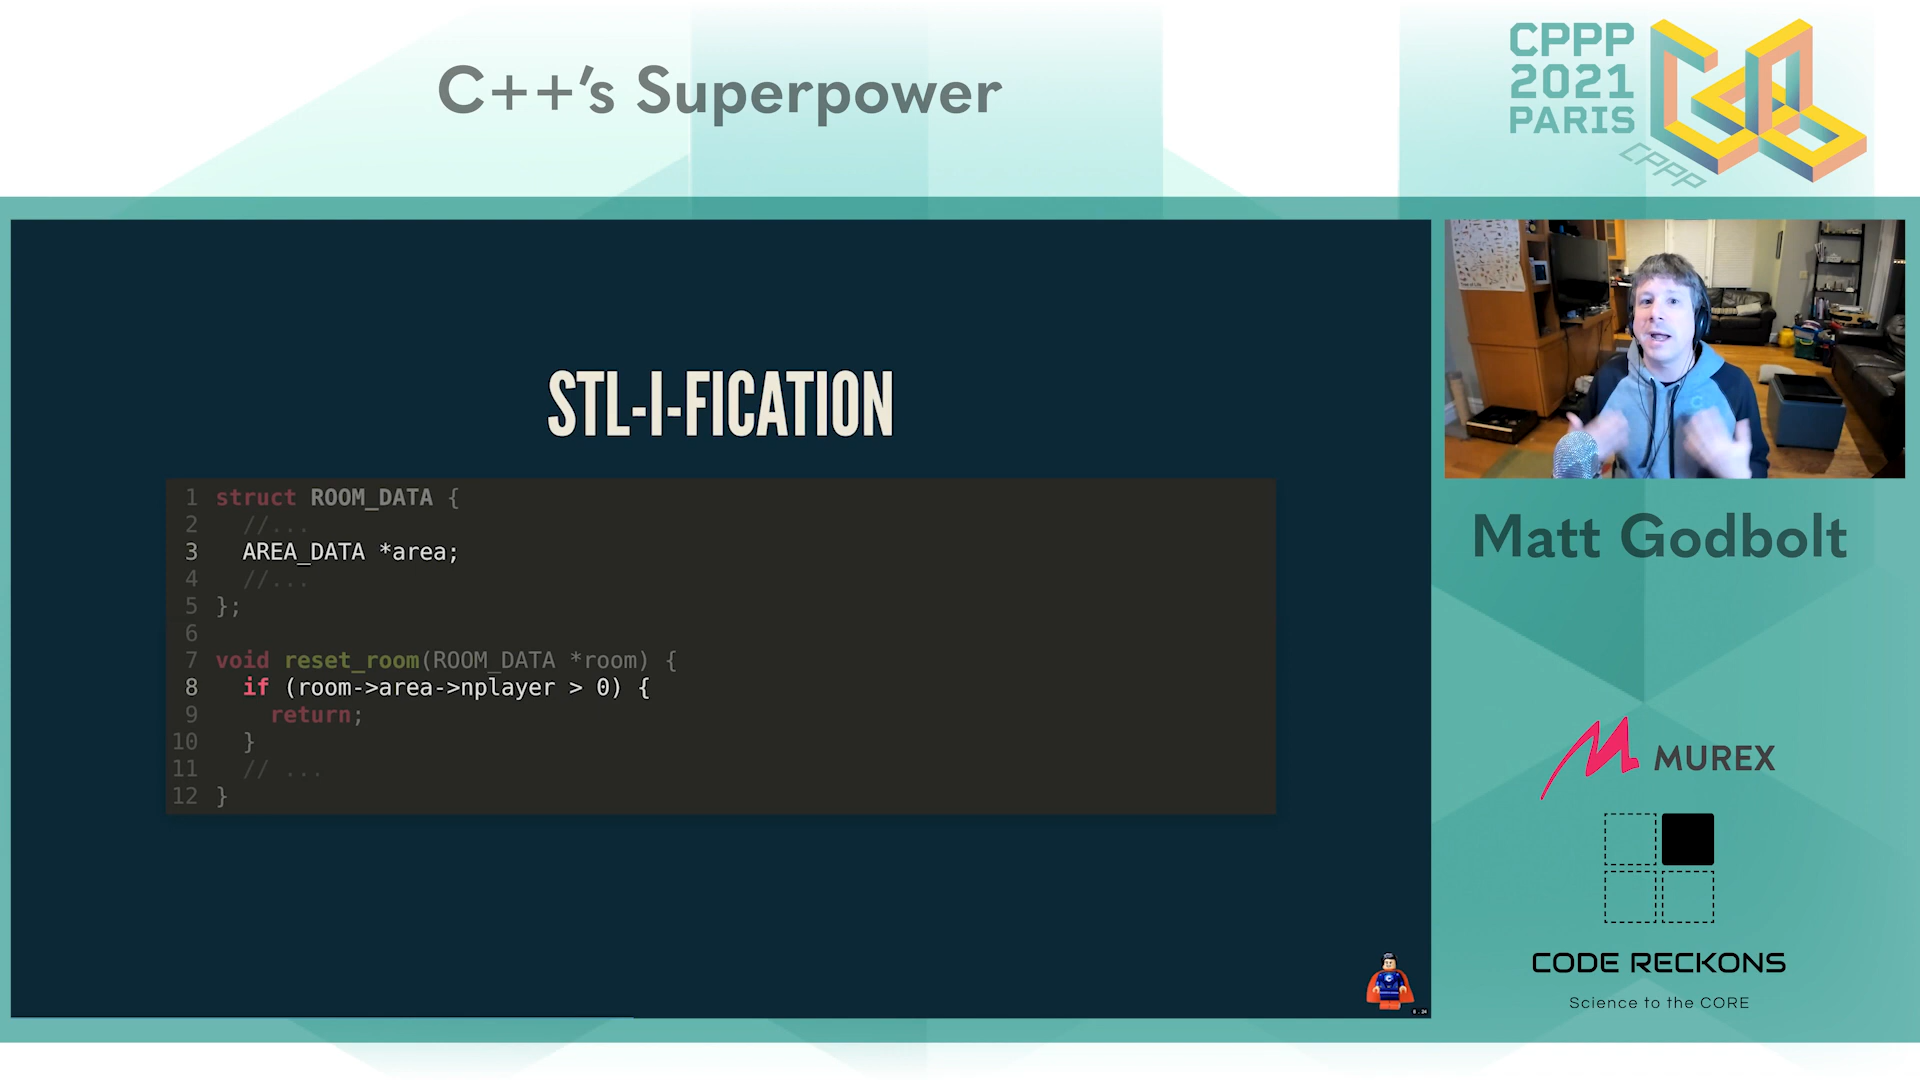 C++'s Superpower
CPPP
2021
PARIS
CPPP
STL-I-FICATION
1 struct ROOM_DATA {
2 //...
3 AREA_DATA *area;
4 //...
5 };
6
7 void reset_room(ROOM_DATA *room) {
8 if (room->area->nplayer > 0) {
9 return;
10 }
11 // ...
12 }
Matt Godbolt
MUREX
CODE RECKONS
Science to the CORE